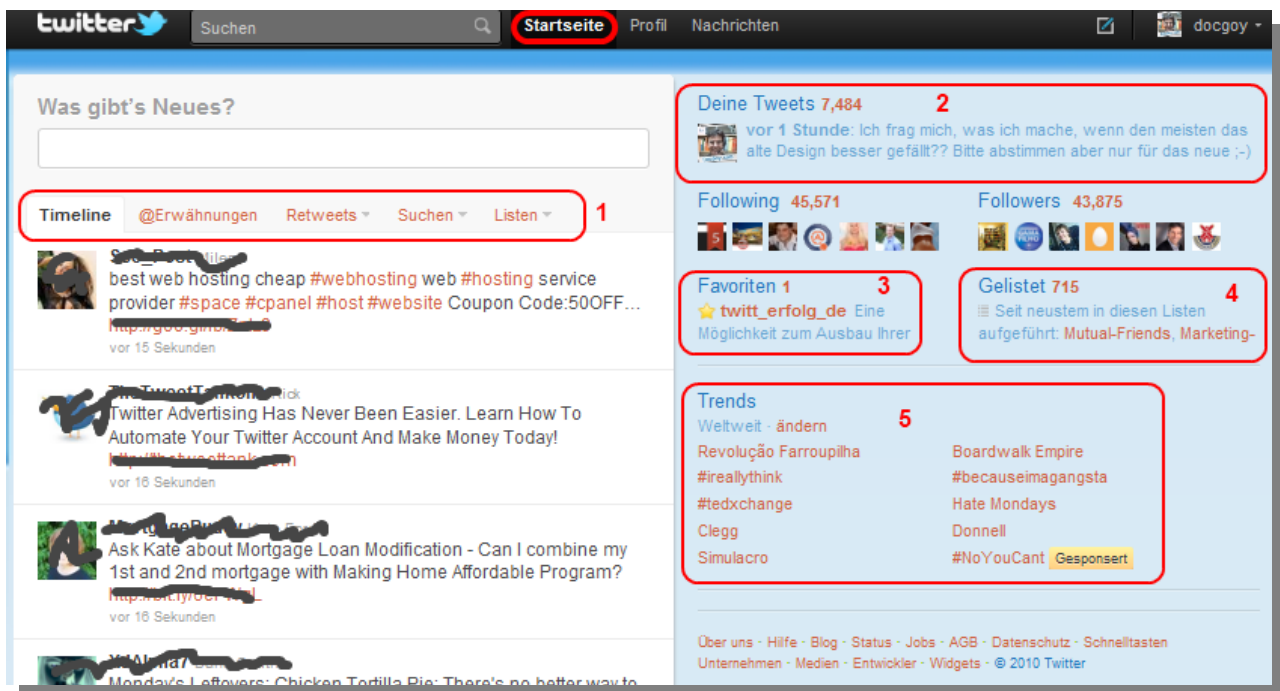 twitter Suchen Startseite Profil Nachrichten docgoy
Was gibt's Neues?
Timeline @Erwähnungen Retweets Suchen Listen 1
best web hosting cheap #webhosting web #hosting service
provider #space #cpanel #host #website Coupon Code:50OFF…
vor 15 Sekunden
Twitter Advertising Has Never Been Easier. Learn How To
Automate Your Twitter Account And Make Money Today!
vor 16 Sekunden
Ask Kate about Mortgage Loan Modification - Can I combine my
1st and 2nd mortgage with Making Home Affordable Program?
vor 16 Sekunden
Monday's Leftovers: Chicken Tortilla Pie: There's no better way to
Deine Tweets 7,484 2
vor 1 Stunde: Ich frag mich, was ich mache, wenn den meisten das
alte Design besser gefällt?? Bitte abstimmen aber nur für das neue ;-)
Following 45,571
Followers 43,875
Favoriten 1 3
twitt_erfolg_de Eine
Möglichkeit zum Ausbau Ihrer
Gelistet 715 4
Seit neustem in diesen Listen
aufgeführt: Mutual-Friends, Marketing-
Trends
Weltweit · ändern 5
Revolução Farroupilha
#ireallythink
#tedxchange
Clegg
Simulacro
Boardwalk Empire
#becauseimagangsta
Hate Mondays
Donnell
#NoYouCant Gesponsert
Über uns · Hilfe · Blog · Status · Jobs · AGB · Datenschutz · Schnelltasten
Unternehmen · Medien · Entwickler · Widgets · © 2010 Twitter